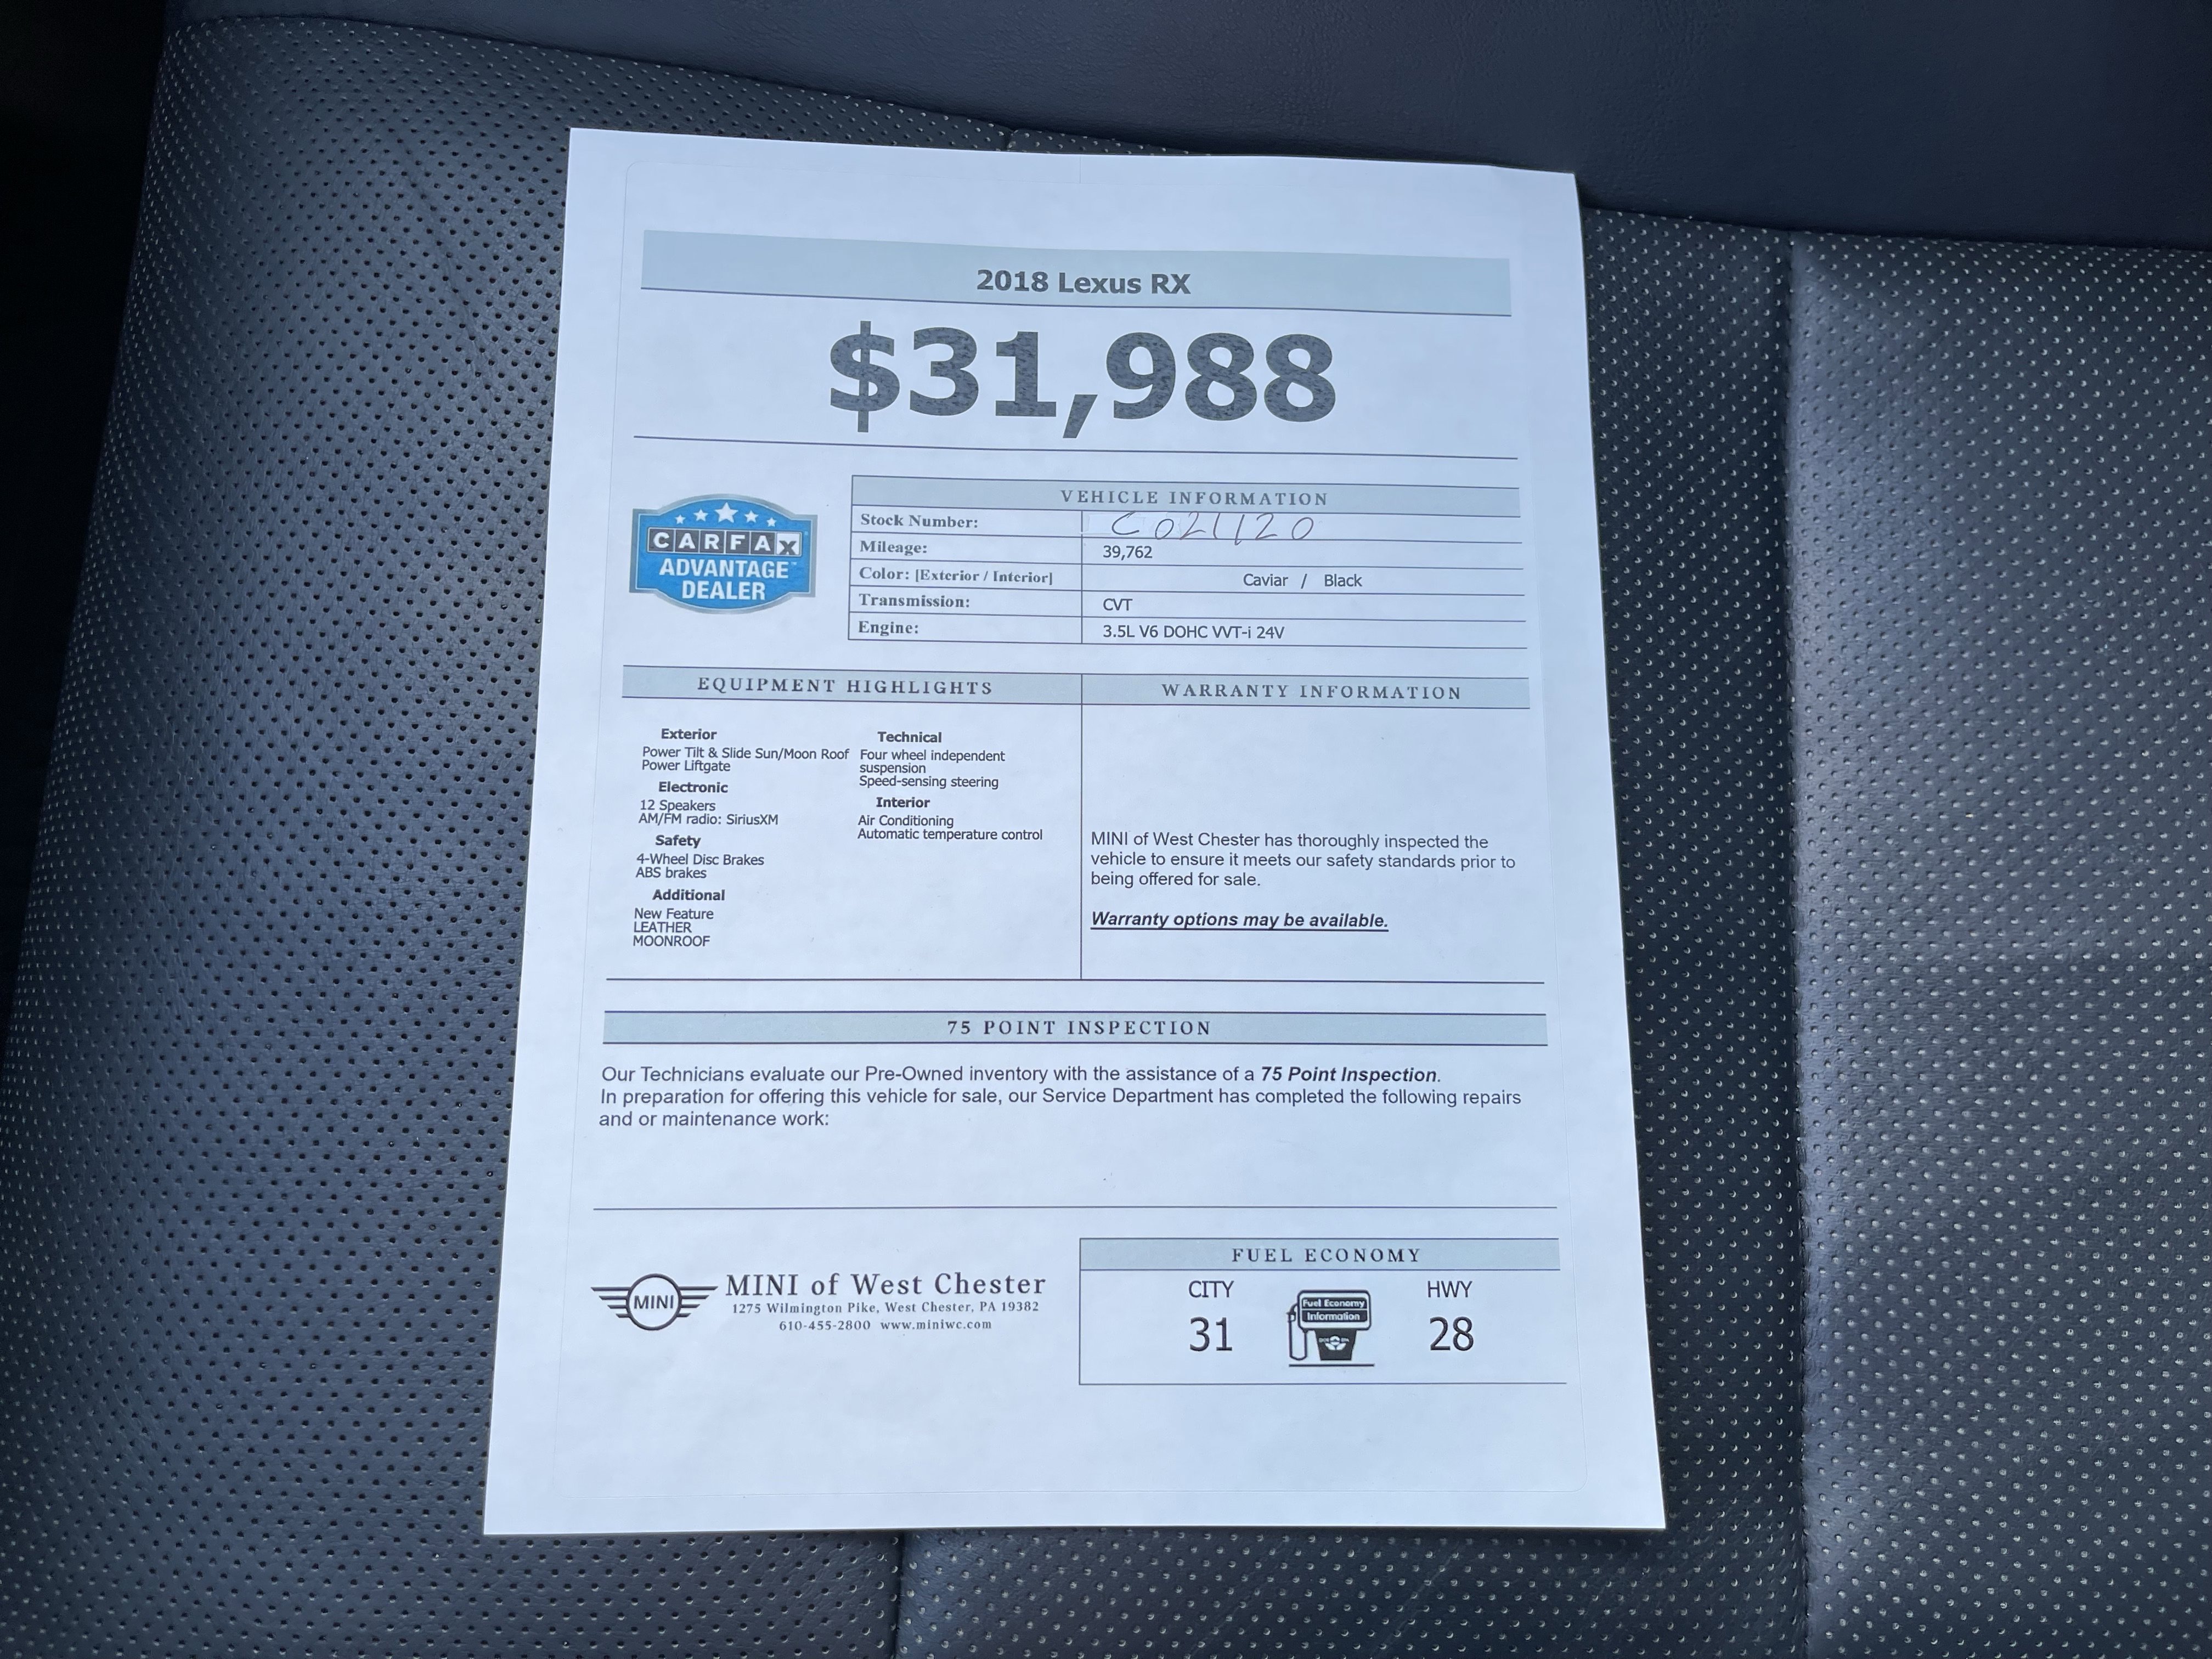 2018 Lexus RX
$31,988
CARFAX
ADVANTAGE
DEALER
VEHICLE INFORMATION
Stock Number: C021120
Mileage: 39,762
Color: [Exterior / Interior] Caviar / Black
Transmission: CVT
Engine: 3.5L V6 DOHC VVT-i 24V
EQUIPMENT HIGHLIGHTS
Exterior
Power Tilt & Slide Sun/Moon Roof
Power Liftgate
Electronic
12 Speakers
AM/FM radio: SiriusXM
Safety
4-Wheel Disc Brakes
ABS brakes
Additional
New Feature
LEATHER
MOONROOF
Technical
Four wheel independent
suspension
Speed-sensing steering
Interior
Air Conditioning
Automatic temperature control
WARRANTY INFORMATION
MINI of West Chester has thoroughly inspected the
vehicle to ensure it meets our safety standards prior to
being offered for sale.
Warranty options may be available.
75 POINT INSPECTION
Our Technicians evaluate our Pre-Owned inventory with the assistance of a 75 Point Inspection.
In preparation for offering this vehicle for sale, our Service Department has completed the following repairs
and or maintenance work:
MINI
MINI of West Chester
1275 Wilmington Pike, West Chester, PA 19382
610-455-2800 www.miniwc.com
FUEL ECONOMY
CITY
31
Fuel Economy
Information
HWY
28